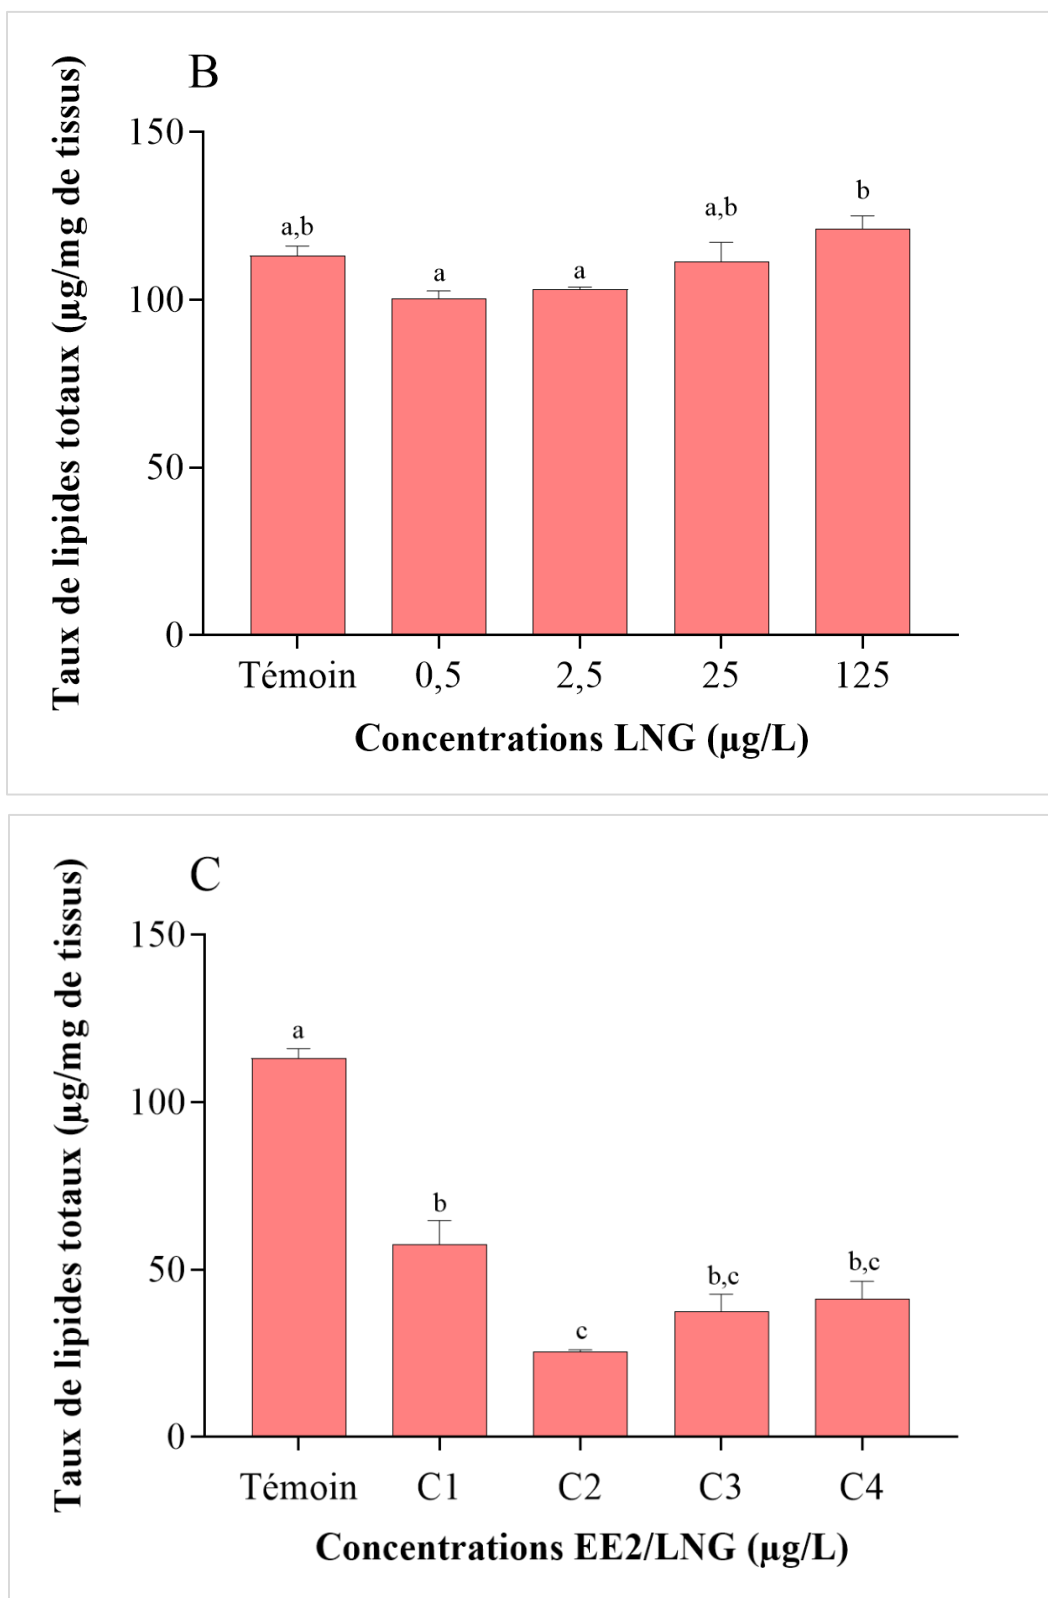 B
Taux de lipides totaux (µg/mg de tissus)
150
100
50
0
a,b
a
a
a,b
b
Témoin 0,5 2,5 25 125
Concentrations LNG (µg/L)
C
Taux de lipides totaux (µg/mg de tissus)
150
100
50
0
a
b
c
b,c
b,c
Témoin C1 C2 C3 C4
Concentrations EE2/LNG (µg/L)